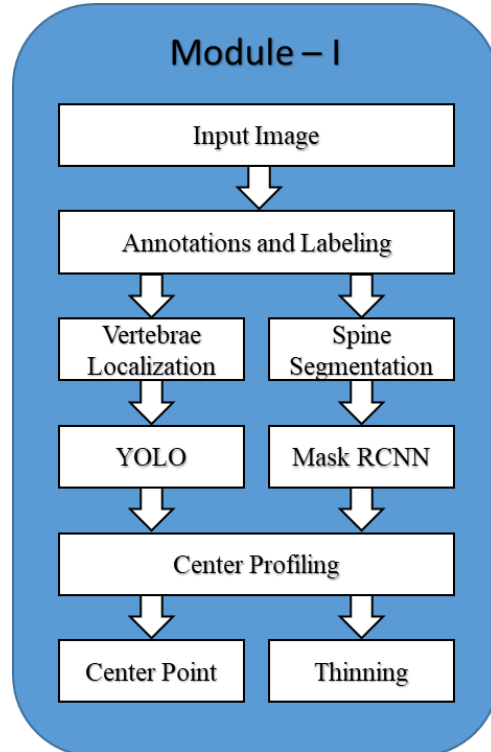 Module – I
Input Image
Annotations and Labeling
Vertebrae
Localization
Spine
Segmentation
YOLO
Mask RCNN
Center Profiling
Center Point
Thinning